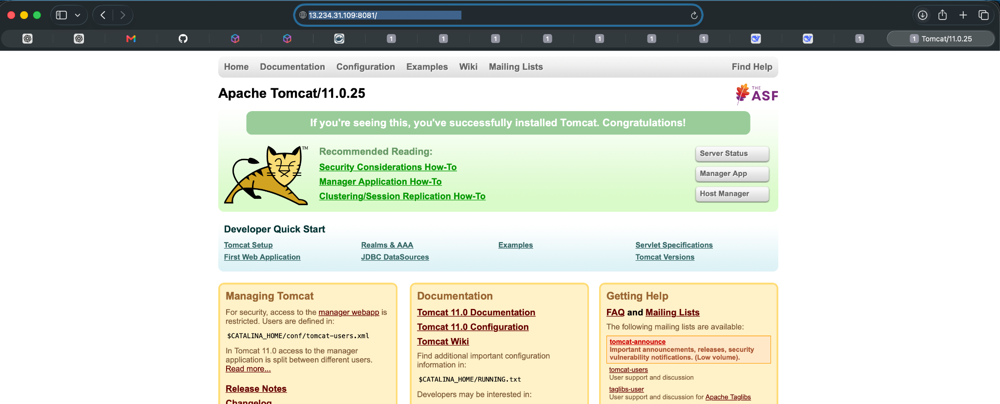 13.234.31.109:8081/
1 1 1 1 1 1 1 1 1 Tomcat/11.0.25
Home Documentation Configuration Examples Wiki Mailing Lists Find Help
Apache Tomcat/11.0.25
THE
ASF
If you're seeing this, you've successfully installed Tomcat. Congratulations!
TM
Recommended Reading:
Security Considerations How-To
Manager Application How-To
Clustering/Session Replication How-To
Server Status
Manager App
Host Manager
Developer Quick Start
Tomcat Setup Realms & AAA Examples Servlet Specifications
First Web Application JDBC DataSources Tomcat Versions
Managing Tomcat
For security, access to the manager webapp is
restricted. Users are defined in:
$CATALINA_HOME/conf/tomcat-users.xml
In Tomcat 11.0 access to the manager
application is split between different users.
Read more...
Release Notes
Changelog
Documentation
Tomcat 11.0 Documentation
Tomcat 11.0 Configuration
Tomcat Wiki
Find additional important configuration
information in:
$CATALINA_HOME/RUNNING.txt
Developers may be interested in:
Getting Help
FAQ and Mailing Lists
The following mailing lists are available:
tomcat-announce
Important announcements, releases, security
vulnerability notifications. (Low volume).
tomcat-users
User support and discussion
taglibs-user
User support and discussion for Apache Taglibs